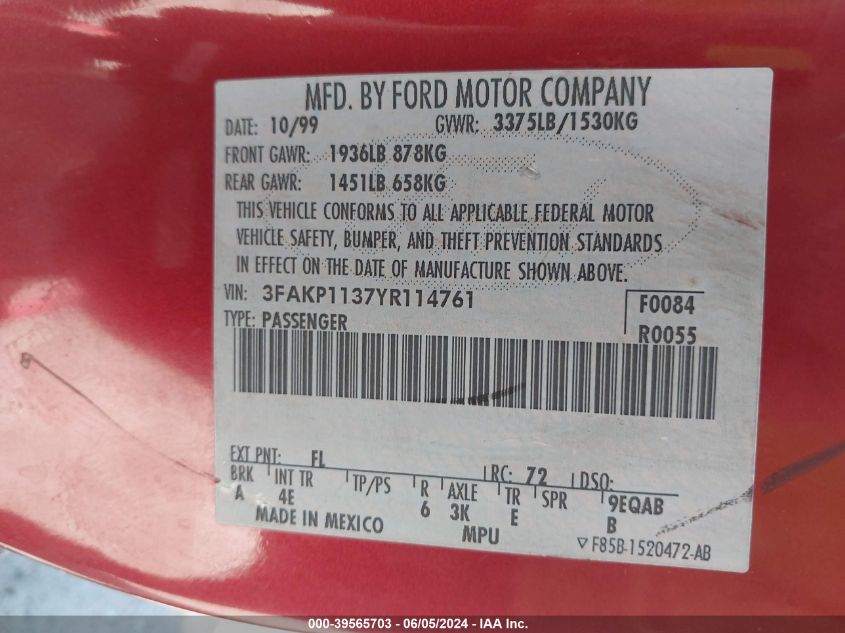 MFD. BY FORD MOTOR COMPANY
DATE: 10/99 GVWR: 3375LB/1530KG
FRONT GAWR: 1936LB 878KG
REAR GAWR: 1451LB 658KG
THIS VEHICLE CONFORMS TO ALL APPLICABLE FEDERAL MOTOR
VEHICLE SAFETY, BUMPER, AND THEFT PREVENTION STANDARDS
IN EFFECT ON THE DATE OF MANUFACTURE SHOWN ABOVE.
VIN: 3FAKP1137YR114761 F0084
TYPE: PASSENGER R0055
EXT PNT: FL RC: 72 DSO:
BRK INT TR TP/PS R AXLE TR SPR 9EQAB
A 4E 6 3K E B
MADE IN MEXICO MPU ▽F85B-1520472-AB
000-39565703 - 06/05/2024 - IAA Inc.